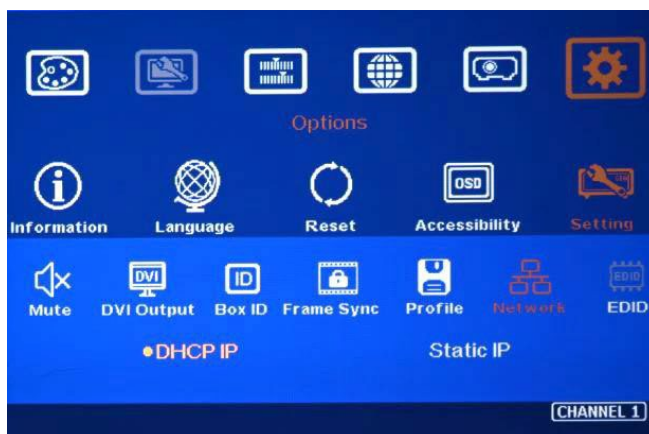 Options
OSD
Information Language Reset Accessibility Setting
DVI ID EDID
Mute DVI Output Box ID Frame Sync Profile Network EDID
DHCP IP Static IP
CHANNEL 1